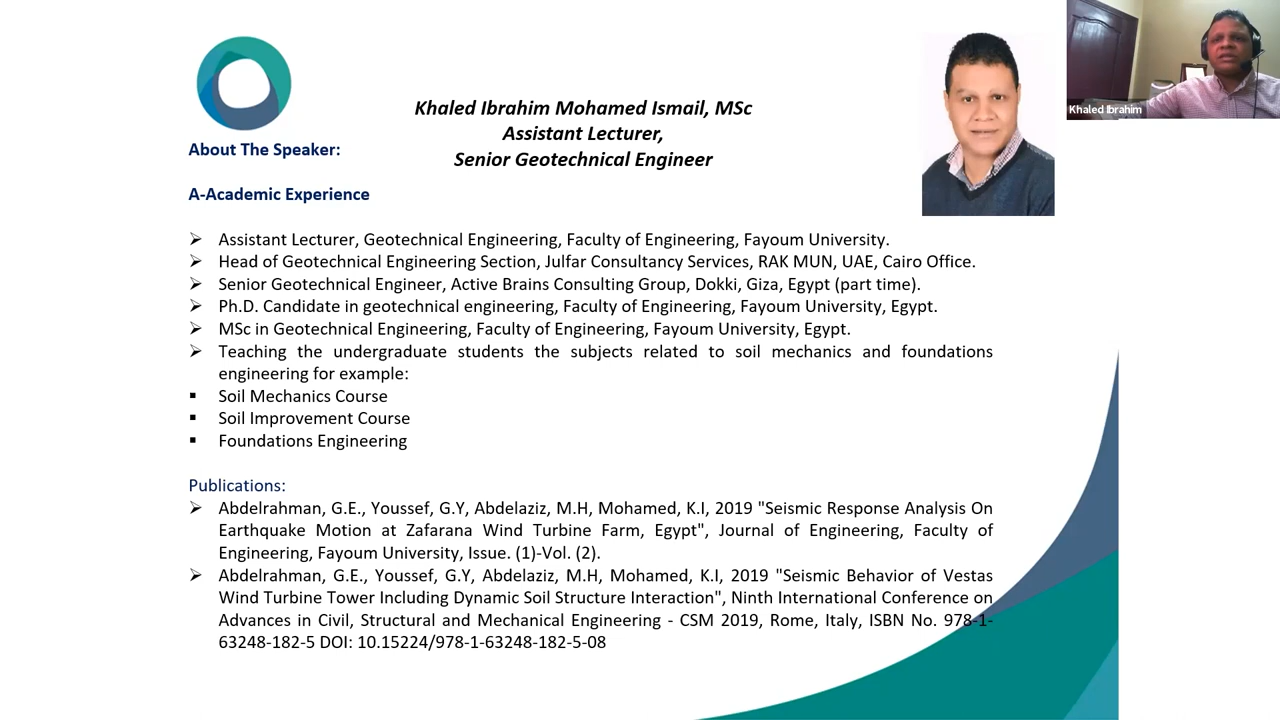 Khaled Ibrahim Mohamed Ismail, MSc
Assistant Lecturer,
Senior Geotechnical Engineer
Khaled Ibrahim
About The Speaker:
A-Academic Experience
➢ Assistant Lecturer, Geotechnical Engineering, Faculty of Engineering, Fayoum University.
➢ Head of Geotechnical Engineering Section, Julfar Consultancy Services, RAK MUN, UAE, Cairo Office.
➢ Senior Geotechnical Engineer, Active Brains Consulting Group, Dokki, Giza, Egypt (part time).
➢ Ph.D. Candidate in geotechnical engineering, Faculty of Engineering, Fayoum University, Egypt.
➢ MSc in Geotechnical Engineering, Faculty of Engineering, Fayoum University, Egypt.
➢ Teaching the undergraduate students the subjects related to soil mechanics and foundations
engineering for example:
▪ Soil Mechanics Course
▪ Soil Improvement Course
▪ Foundations Engineering
Publications:
➢ Abdelrahman, G.E., Youssef, G.Y, Abdelaziz, M.H, Mohamed, K.I, 2019 "Seismic Response Analysis On
Earthquake Motion at Zafarana Wind Turbine Farm, Egypt", Journal of Engineering, Faculty of
Engineering, Fayoum University, Issue. (1)-Vol. (2).
➢ Abdelrahman, G.E., Youssef, G.Y, Abdelaziz, M.H, Mohamed, K.I, 2019 "Seismic Behavior of Vestas
Wind Turbine Tower Including Dynamic Soil Structure Interaction", Ninth International Conference on
Advances in Civil, Structural and Mechanical Engineering - CSM 2019, Rome, Italy, ISBN No. 978-1-
63248-182-5 DOI: 10.15224/978-1-63248-182-5-08